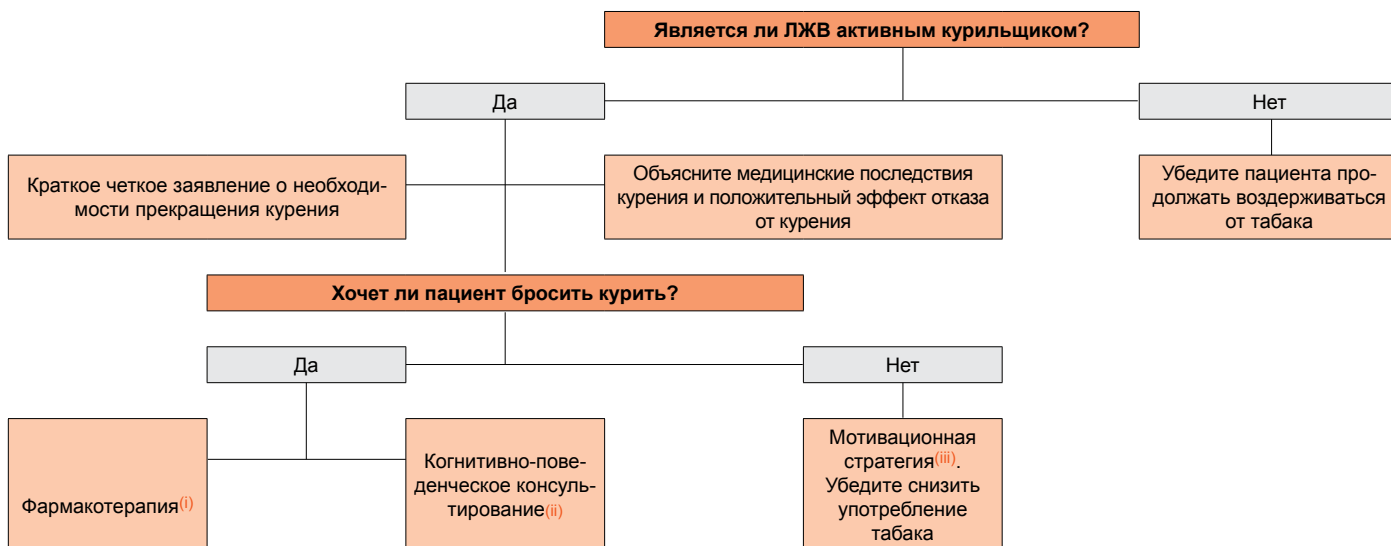 Является ли ЛЖВ активным курильщиком?
Да
Нет
Краткое четкое заявление о необходи-
мости прекращения курения
Объясните медицинские последствия
курения и положительный эффект отказа
от курения
Убедите пациента про-
должать воздерживаться
от табака
Хочет ли пациент бросить курить?
Да
Нет
Фармакотерапия(i)
Когнитивно-пове-
денческое консуль-
тирование(ii)
Мотивационная
стратегия(iii).
Убедите снизить
употребление
табака